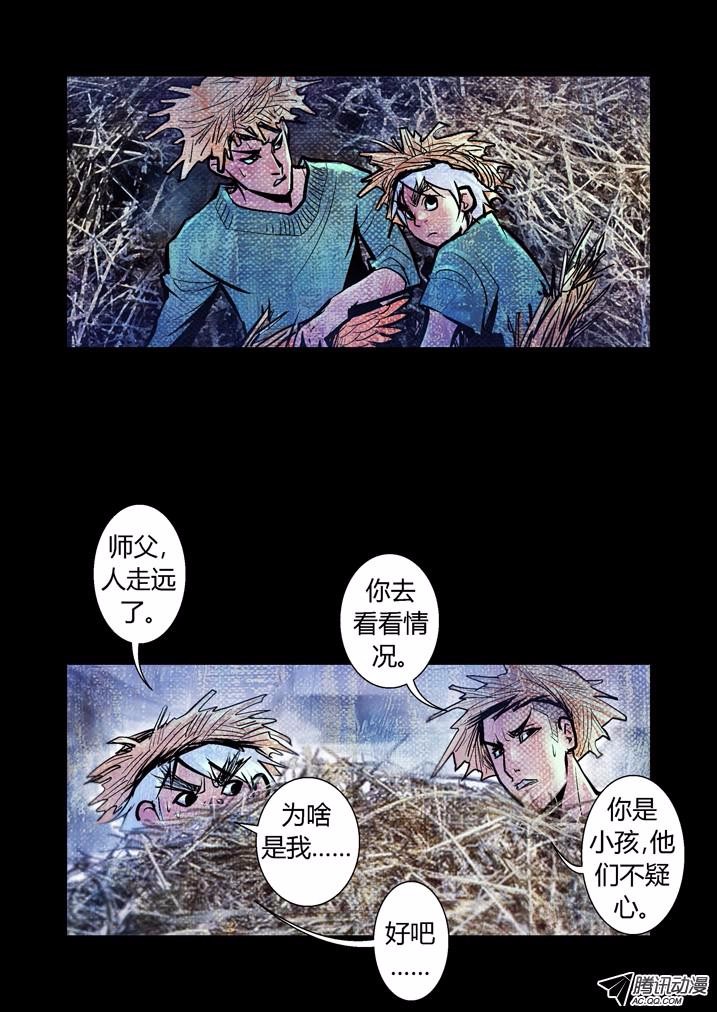 师父，
人走远
了。
你去
看看情
况。
为啥
是我……
你是
小孩，他
们不疑
心。
好吧
……
腾讯动漫
AC.QQ.COM